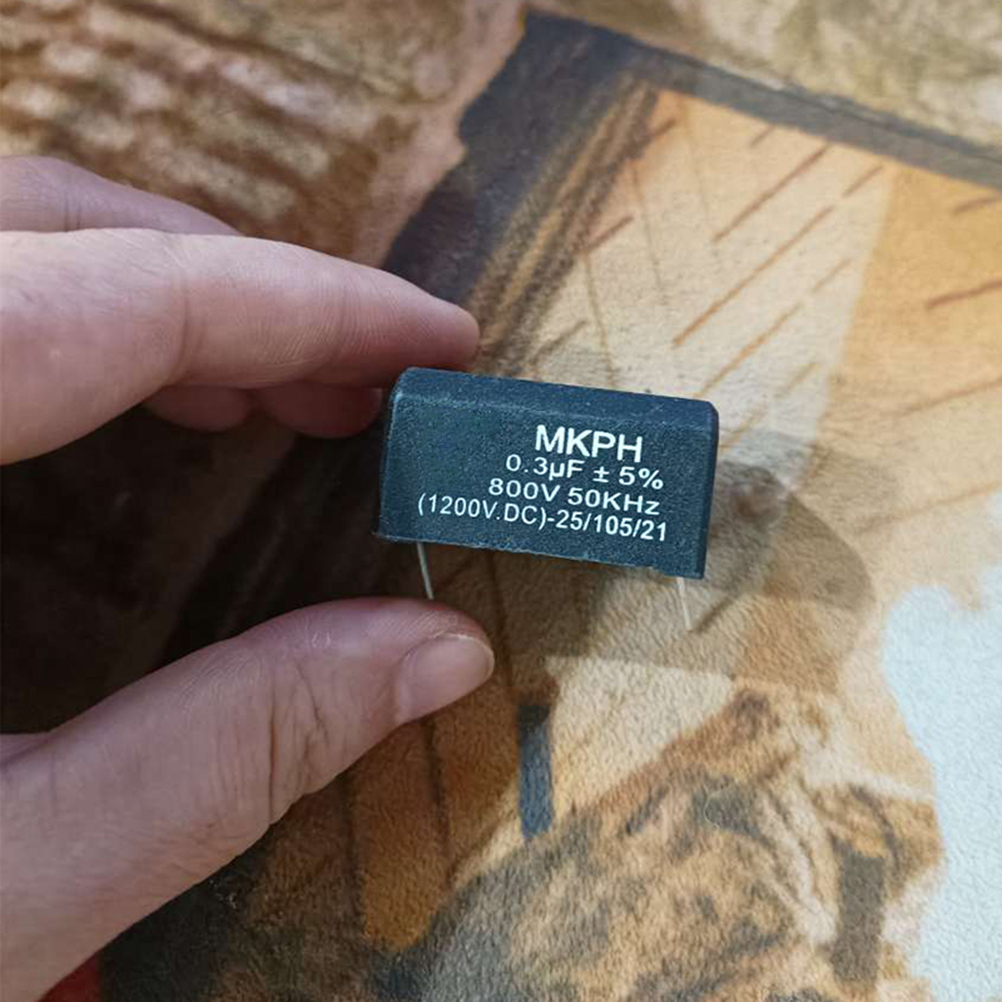 MKPH
0.3µF ± 5%
800V 50KHz
(1200V.DC)-25/105/21